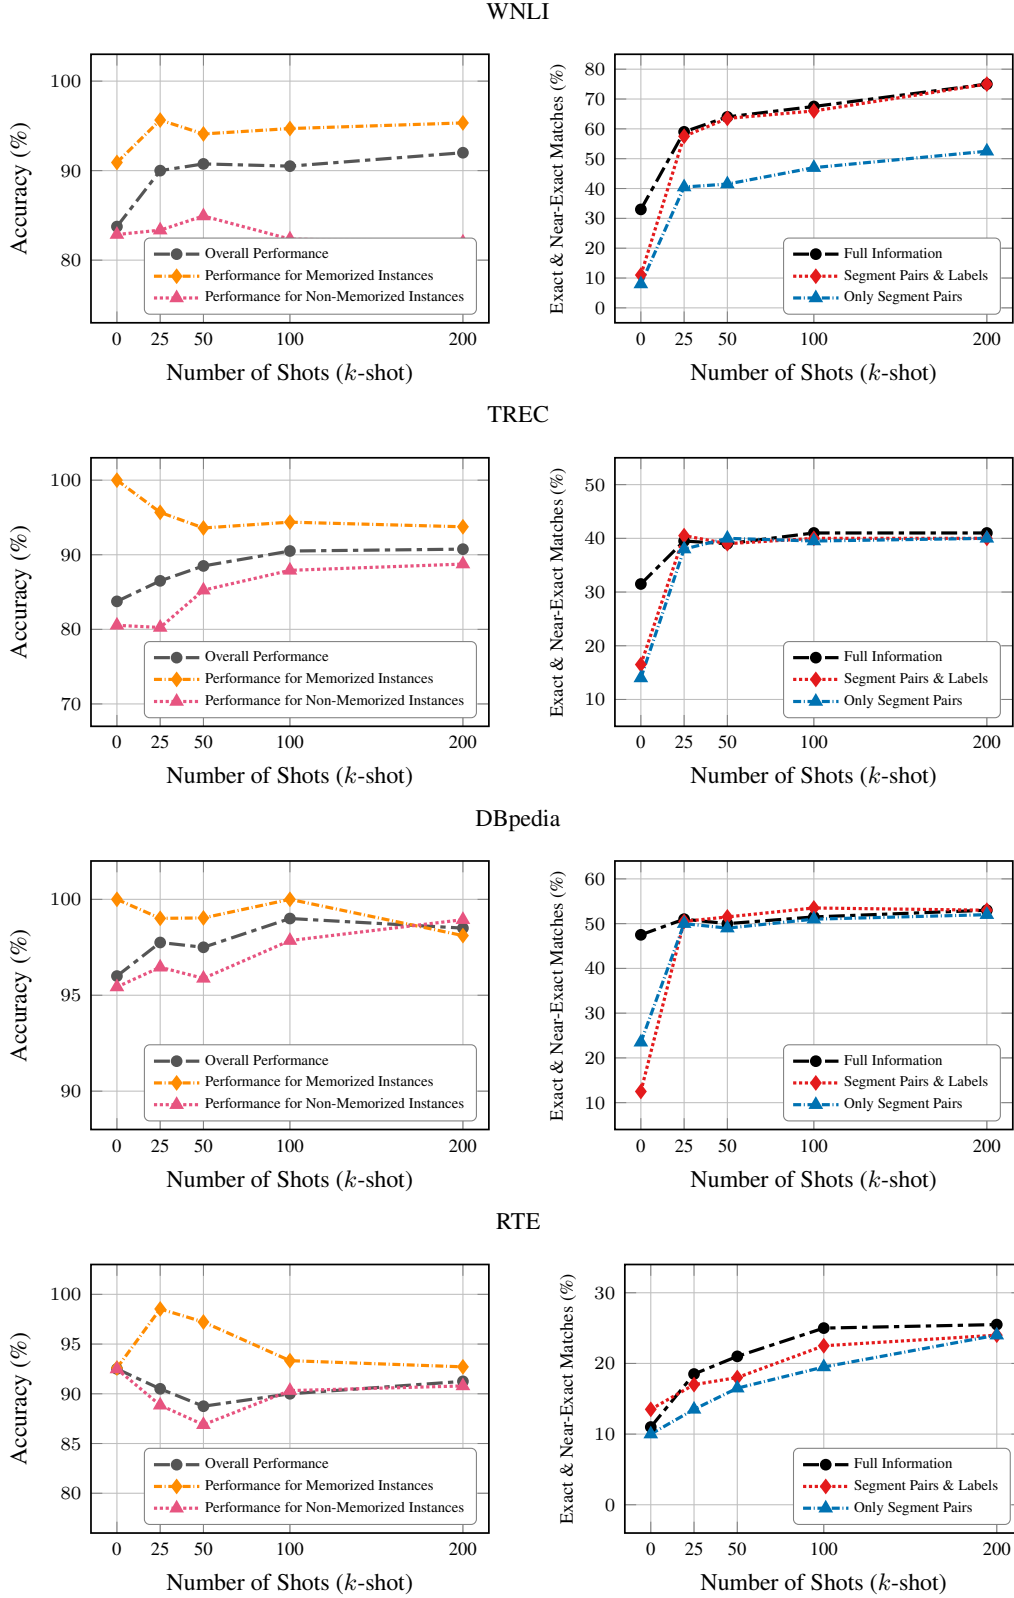 WNLI
Accuracy (%)
100
90
80
Overall Performance
Performance for Memorized Instances
Performance for Non-Memorized Instances
0 25 50 100 200
Number of Shots (k-shot)
Exact & Near-Exact Matches (%)
80
70
60
50
40
30
20
10
0
Full Information
Segment Pairs & Labels
Only Segment Pairs
0 25 50 100 200
Number of Shots (k-shot)
TREC
Accuracy (%)
100
90
80
70
Overall Performance
Performance for Memorized Instances
Performance for Non-Memorized Instances
0 25 50 100 200
Number of Shots (k-shot)
Exact & Near-Exact Matches (%)
50
40
30
20
10
Full Information
Segment Pairs & Labels
Only Segment Pairs
0 25 50 100 200
Number of Shots (k-shot)
DBpedia
Accuracy (%)
100
95
90
Overall Performance
Performance for Memorized Instances
Performance for Non-Memorized Instances
0 25 50 100 200
Number of Shots (k-shot)
Exact & Near-Exact Matches (%)
60
50
40
30
20
10
Full Information
Segment Pairs & Labels
Only Segment Pairs
0 25 50 100 200
Number of Shots (k-shot)
RTE
Accuracy (%)
100
95
90
85
80
Overall Performance
Performance for Memorized Instances
Performance for Non-Memorized Instances
0 25 50 100 200
Number of Shots (k-shot)
Exact & Near-Exact Matches (%)
30
20
10
0
Full Information
Segment Pairs & Labels
Only Segment Pairs
0 25 50 100 200
Number of Shots (k-shot)